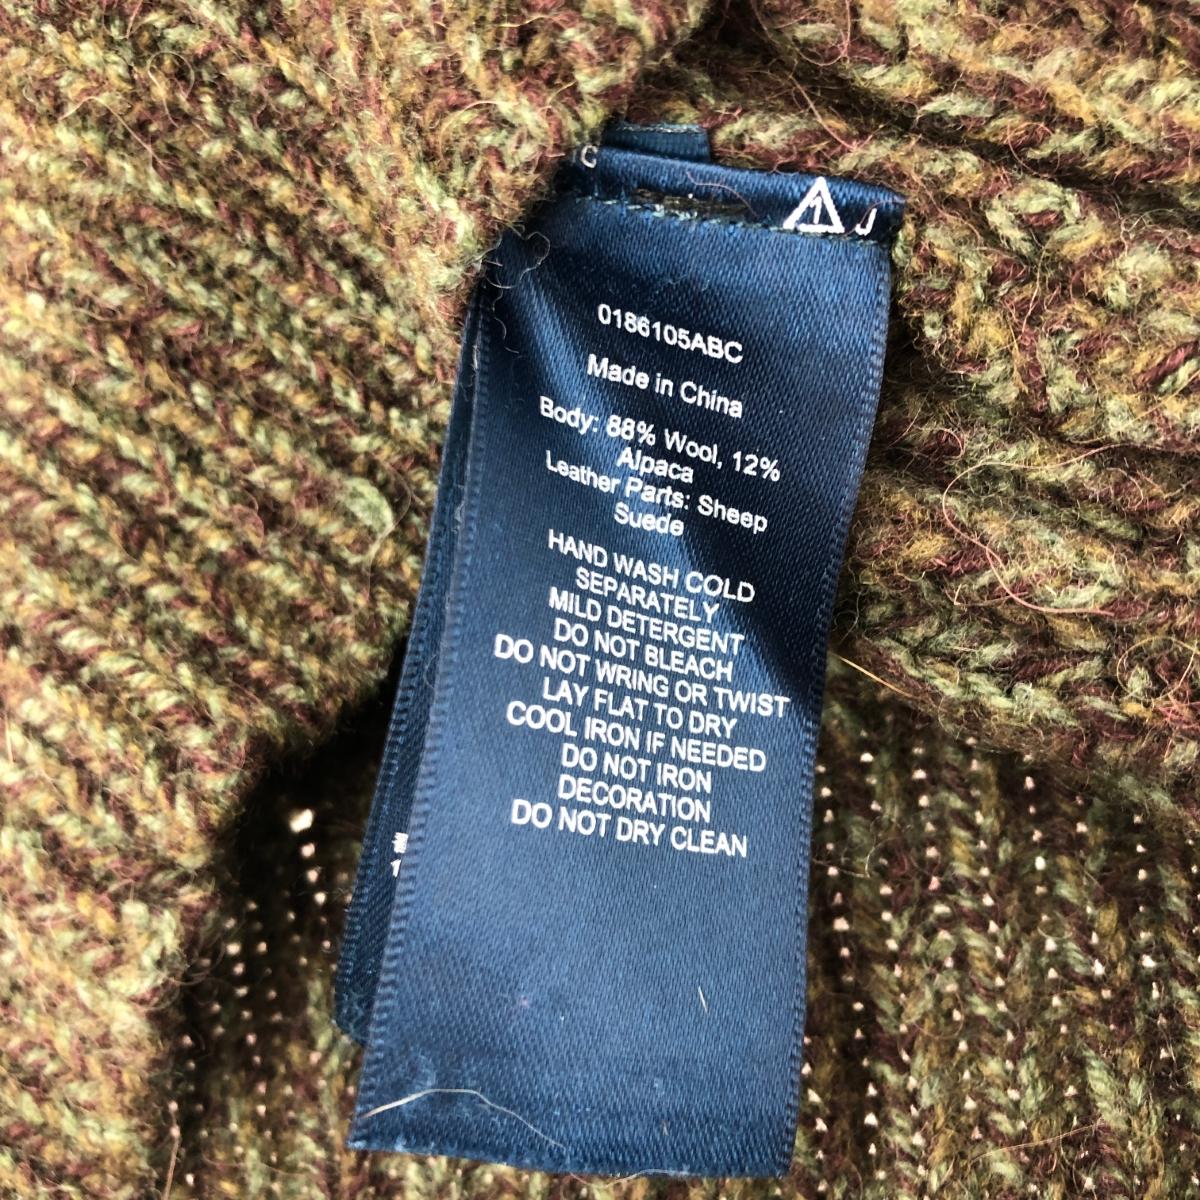 C
1 J
0186105ABC
Made in China
Body: 88% Wool, 12%
Alpaca
Leather Parts: Sheep
Suede
HAND WASH COLD
SEPARATELY
MILD DETERGENT
DO NOT BLEACH
DO NOT WRING OR TWIST
LAY FLAT TO DRY
COOL IRON IF NEEDED
DO NOT IRON
DECORATION
DO NOT DRY CLEAN